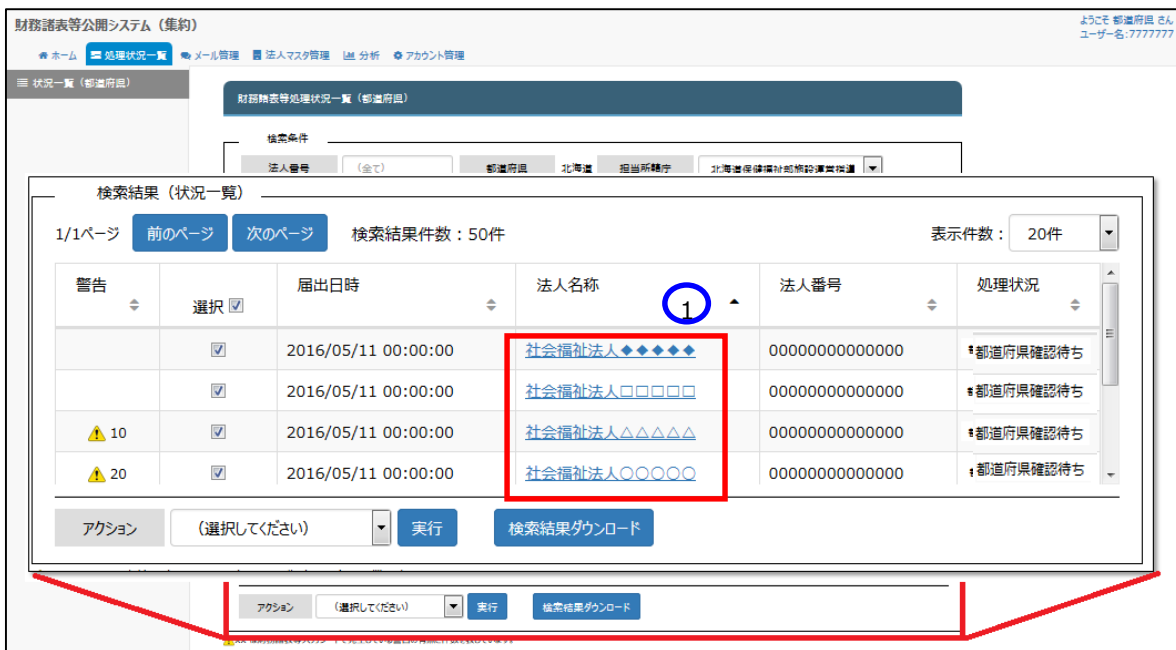 財務諸表等公開システム（集約）
ようこそ 都道府県 さん
ユーザー名:7777777
ホーム 処理状況一覧 メール管理 法人マスタ管理 分析 アカウント管理
状況一覧（都道府県）
財務諸表等処理状況一覧（都道府県）
検索条件
法人番号 （全て） 都道府県 北海道 担当所轄庁 北海道保健福祉部施設運営指導
検索結果（状況一覧）
1/1ページ 前のページ 次のページ 検索結果件数：50件 表示件数： 20件
警告 選択 届出日時 法人名称 1 法人番号 処理状況
2016/05/11 00:00:00 社会福祉法人◆◆◆◆◆ 00000000000000 都道府県確認待ち
2016/05/11 00:00:00 社会福祉法人□□□□□ 00000000000000 都道府県確認待ち
10 2016/05/11 00:00:00 社会福祉法人△△△△△ 00000000000000 都道府県確認待ち
20 2016/05/11 00:00:00 社会福祉法人○○○○○ 00000000000000 都道府県確認待ち
アクション （選択してください） 実行 検索結果ダウンロード
アクション （選択してください） 実行 検索結果ダウンロード